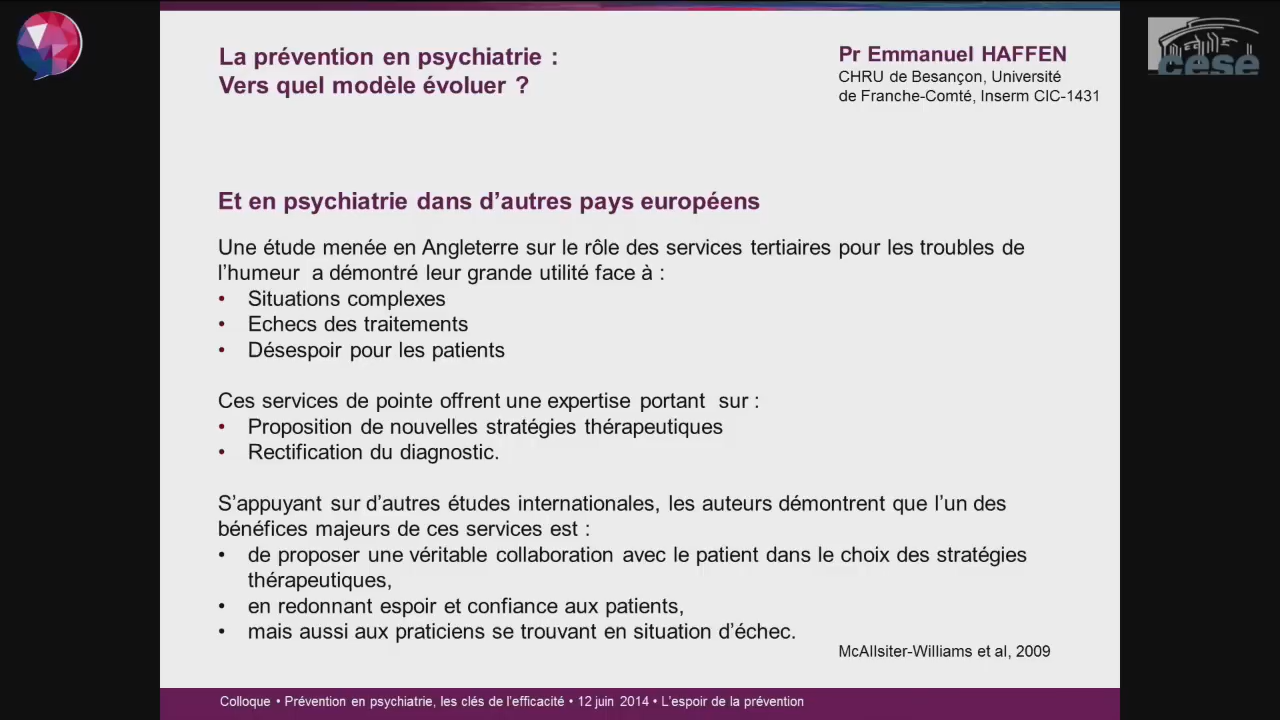 La prévention en psychiatrie :
Vers quel modèle évoluer ?
Pr Emmanuel HAFFEN
CHRU de Besançon, Université
de Franche-Comté, Inserm CIC-1431
cese
Et en psychiatrie dans d’autres pays européens
Une étude menée en Angleterre sur le rôle des services tertiaires pour les troubles de
l’humeur a démontré leur grande utilité face à :
• Situations complexes
• Echecs des traitements
• Désespoir pour les patients
Ces services de pointe offrent une expertise portant sur :
• Proposition de nouvelles stratégies thérapeutiques
• Rectification du diagnostic.
S’appuyant sur d’autres études internationales, les auteurs démontrent que l’un des
bénéfices majeurs de ces services est :
• de proposer une véritable collaboration avec le patient dans le choix des stratégies
thérapeutiques,
• en redonnant espoir et confiance aux patients,
• mais aussi aux praticiens se trouvant en situation d’échec.
McAllsiter-Williams et al, 2009
Colloque • Prévention en psychiatrie, les clés de l’efficacité • 12 juin 2014 • L’espoir de la prévention